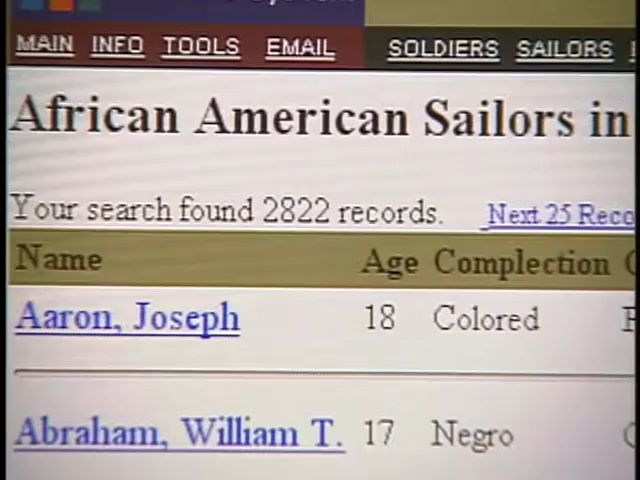 MAIN INFO TOOLS EMAIL SOLDIERS SAILORS
African American Sailors in
Your search found 2822 records. Next 25 Reco
Name Age Complection
Aaron, Joseph 18 Colored
Abraham, William T. 17 Negro